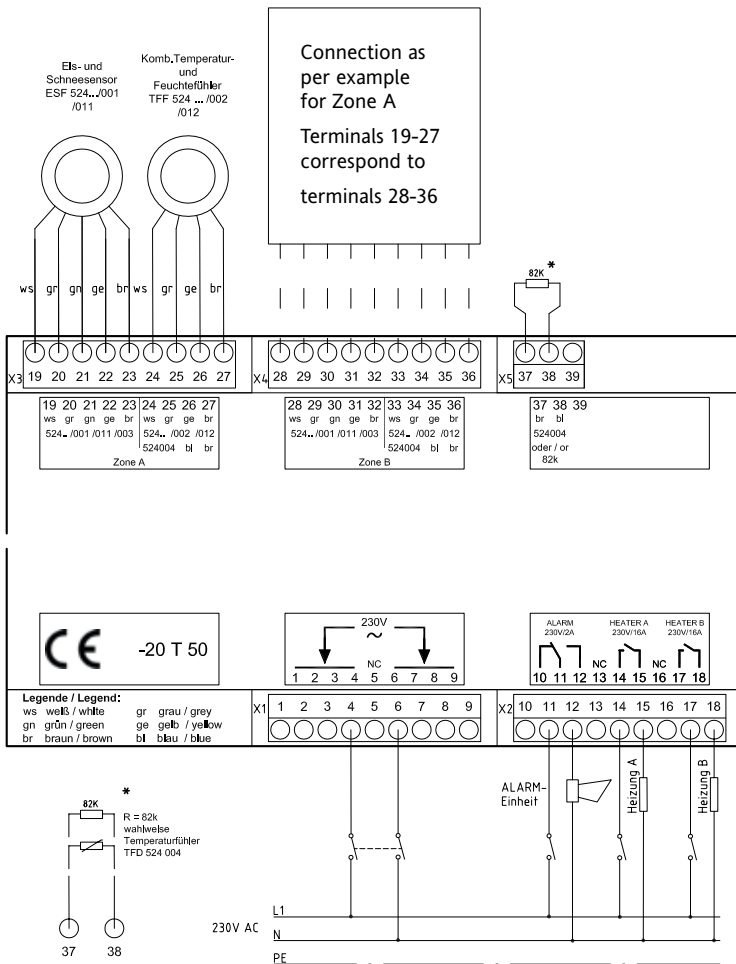 Eis- und
Schneesensor
ESF 524.../001
/011
Komb.Temperatur-
und
Feuchtefühler
TFF 524 ... /002
/012
Connection as
per example
for Zone A
Terminals 19-27
correspond to
terminals 28-36
ws gr gn ge br ws gr ge br
82K *
X3 19 20 21 22 23 24 25 26 27
X4 28 29 30 31 32 33 34 35 36
X5 37 38 39
19 20 21 22 23 24 25 26 27
ws gr gn ge br ws gr ge br
524.. /001 /011 /003 524.. /002 /012
524004 bl br
Zone A
28 29 30 31 32 33 34 35 36
ws gr gn ge br ws gr ge br
524.. /001 /011 /003 524.. /002 /012
524004 bl br
Zone B
37 38 39
br bl
524004
oder / or
82k
CE -20 T 50
230V
~
NC
1 2 3 4 5 6 7 8 9
ALARM
230V/2A
HEATER A
230V/16A
HEATER B
230V/16A
NC NC
10 11 12 13 14 15 16 17 18
Legende / Legend:
ws weiß / white gr grau / grey
gn grün / green ge gelb / yellow
br braun / brown bl blau / blue
X1 1 2 3 4 5 6 7 8 9
X2 10 11 12 13 14 15 16 17 18
*
82K
R = 82k
wahlweise
Temperaturfühler
TFD 524 004
37 38
ALARM-
Einheit
Heizung A
Heizung B
230V AC
L1
N
PE